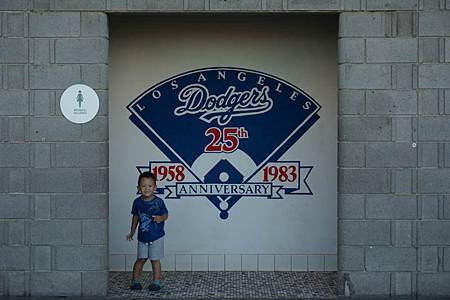 LOS ANGELES
Dodgers
25th
1958 1983
ANNIVERSARY